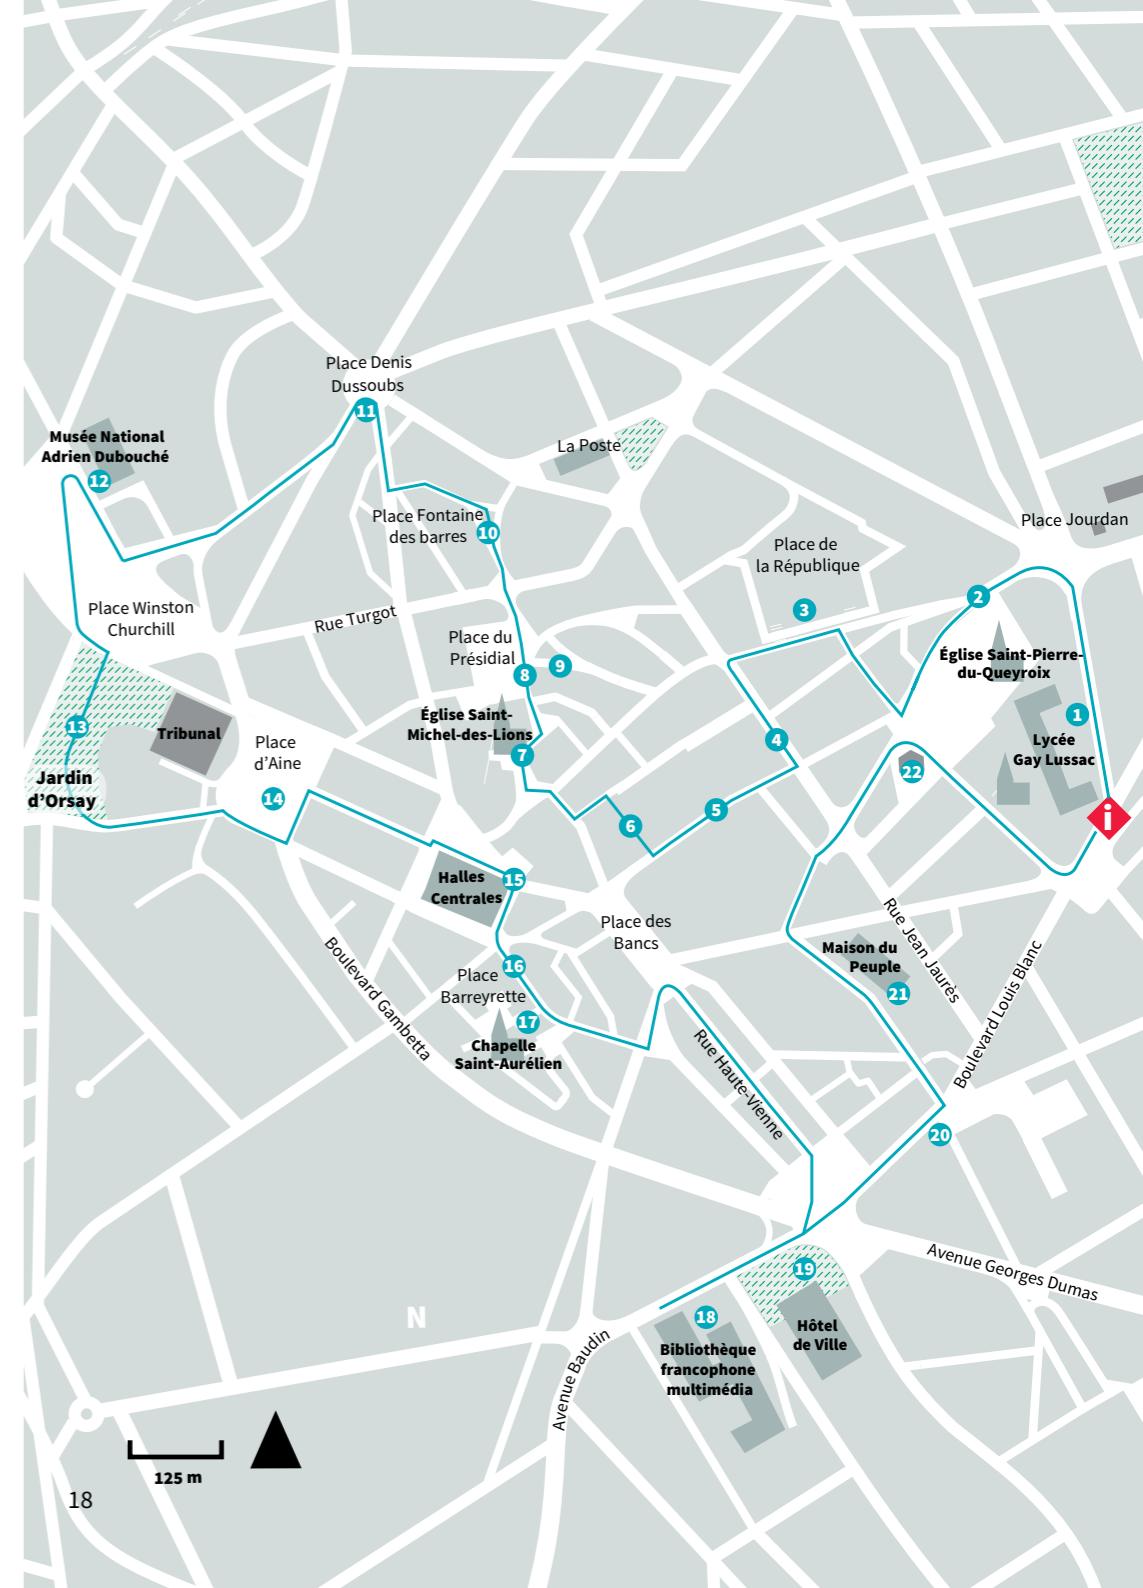 Place Denis
Dussoubs
11
Musée National
Adrien Dubouché
12
La Poste
Place Fontaine
des barres
10
Place Jourdan
Place de
la République
3
2
Place Winston
Churchill
Rue Turgot
Place du
Présidial
9
8
Église Saint-Pierre-
du-Queyroix
1
Église Saint-
Michel-des-Lions
7
13
Tribunal
Place
d'Aine
14
4
Lycée
Gay Lussac
22
Jardin
d'Orsay
5
6
i
Halles
Centrales
15
Place des
Bancs
Rue Jean Jaurès
Maison du
Peuple
21
Boulevard Gambetta
16
Place
Barreyrette
17
Chapelle
Saint-Aurélien
Boulevard Louis Blanc
Rue Haute-Vienne
20
Avenue Georges Dumas
19
18
Hôtel
de Ville
Bibliothèque
francophone
multimédia
Avenue Baudin
N
125 m
18